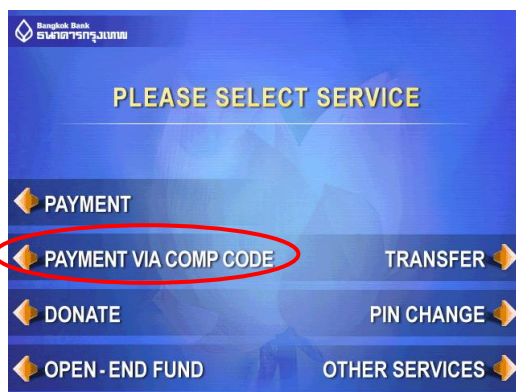 Bangkok Bank
ธนาคารกรุงเทพ
PLEASE SELECT SERVICE
PAYMENT
PAYMENT VIA COMP CODE
TRANSFER
DONATE
PIN CHANGE
OPEN-END FUND
OTHER SERVICES